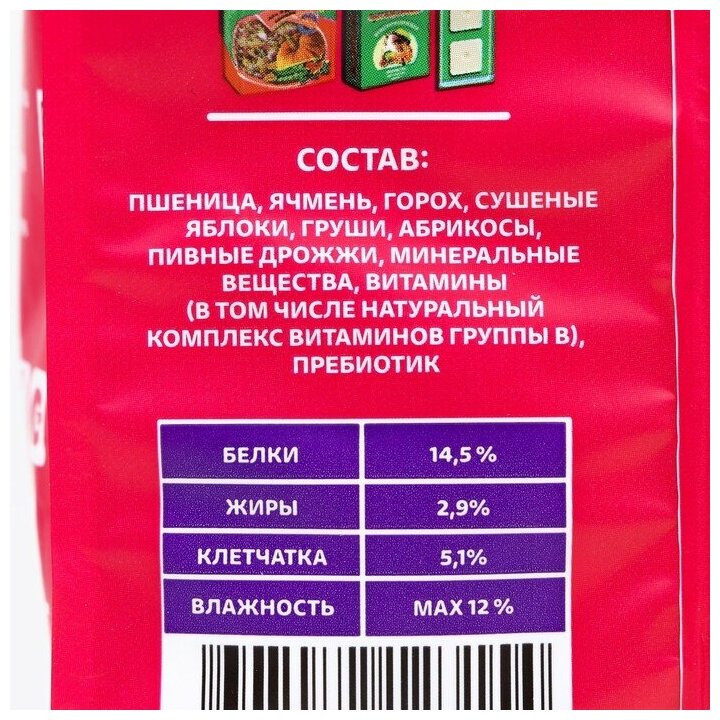 СОСТАВ:
ПШЕНИЦА, ЯЧМЕНЬ, ГОРОХ, СУШЕНЫЕ
ЯБЛОКИ, ГРУШИ, АБРИКОСЫ,
ПИВНЫЕ ДРОЖЖИ, МИНЕРАЛЬНЫЕ
ВЕЩЕСТВА, ВИТАМИНЫ
(В ТОМ ЧИСЛЕ НАТУРАЛЬНЫЙ
КОМПЛЕКС ВИТАМИНОВ ГРУППЫ В),
ПРЕБИОТИК
БЕЛКИ 14,5 %
ЖИРЫ 2,9%
КЛЕТЧАТКА 5,1%
ВЛАЖНОСТЬ MAX 12 %